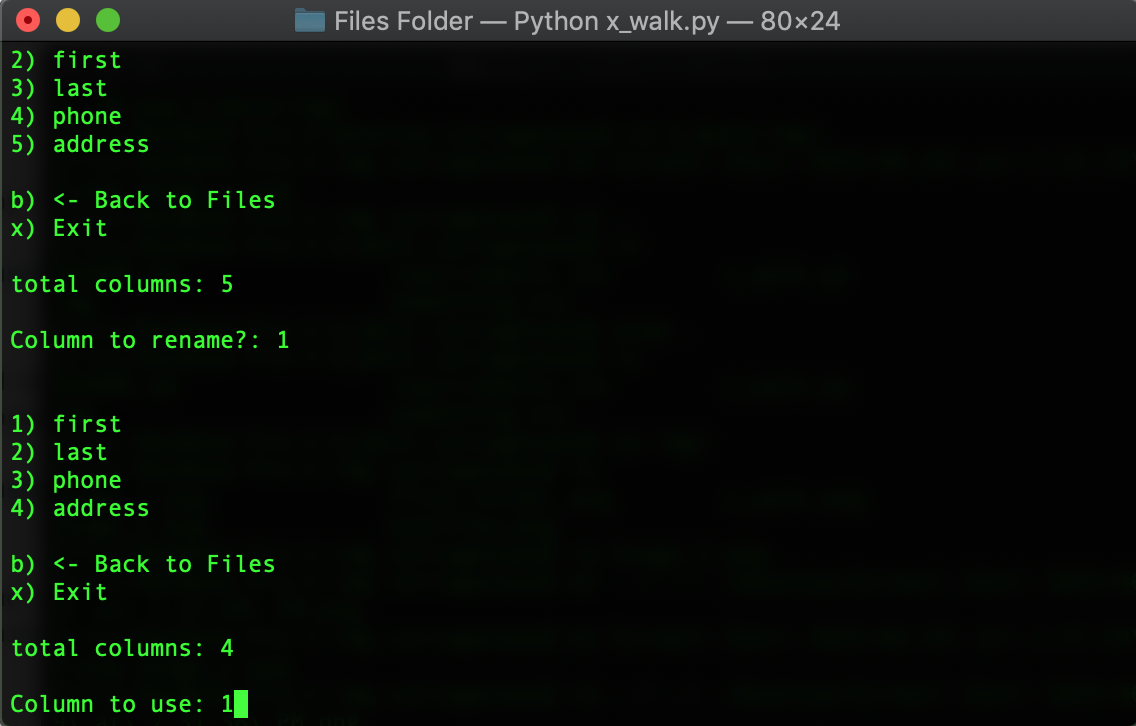 Files Folder — Python x_walk.py — 80×24
2) first
3) last
4) phone
5) address
b) <- Back to Files
x) Exit
total columns: 5
Column to rename?: 1
1) first
2) last
3) phone
4) address
b) <- Back to Files
x) Exit
total columns: 4
Column to use: 1